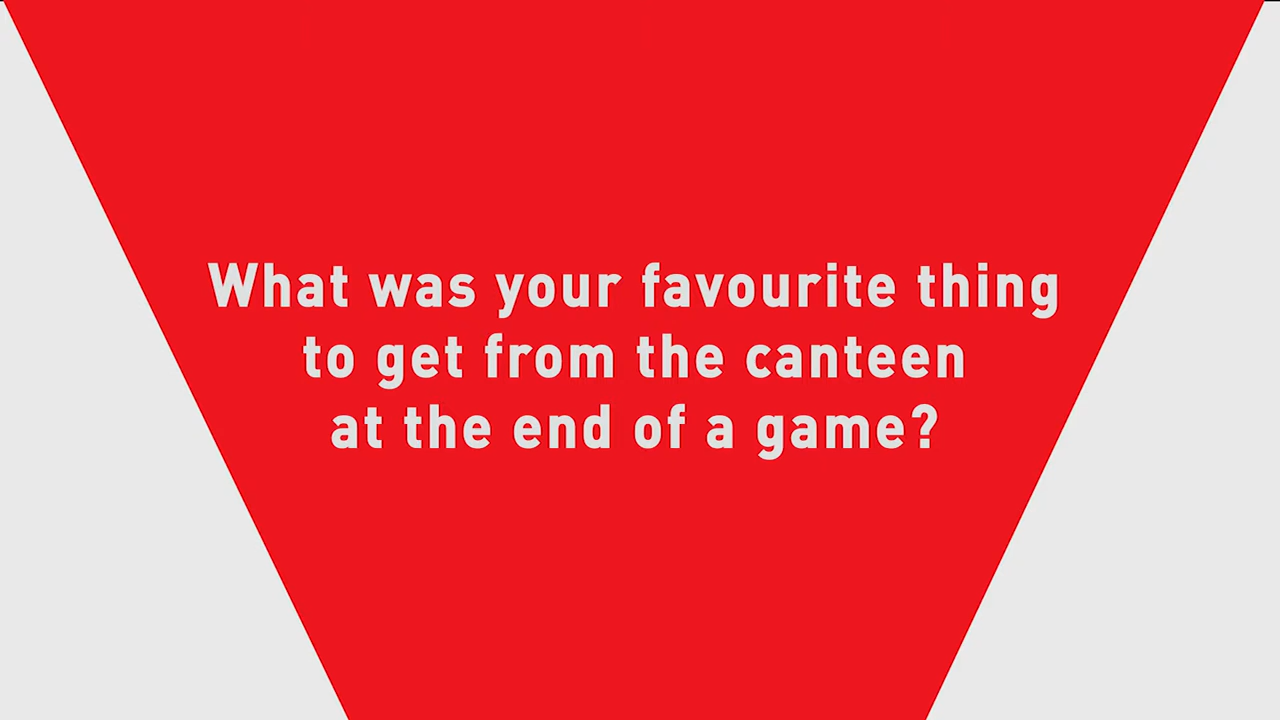 What was your favourite thing
to get from the canteen
at the end of a game?